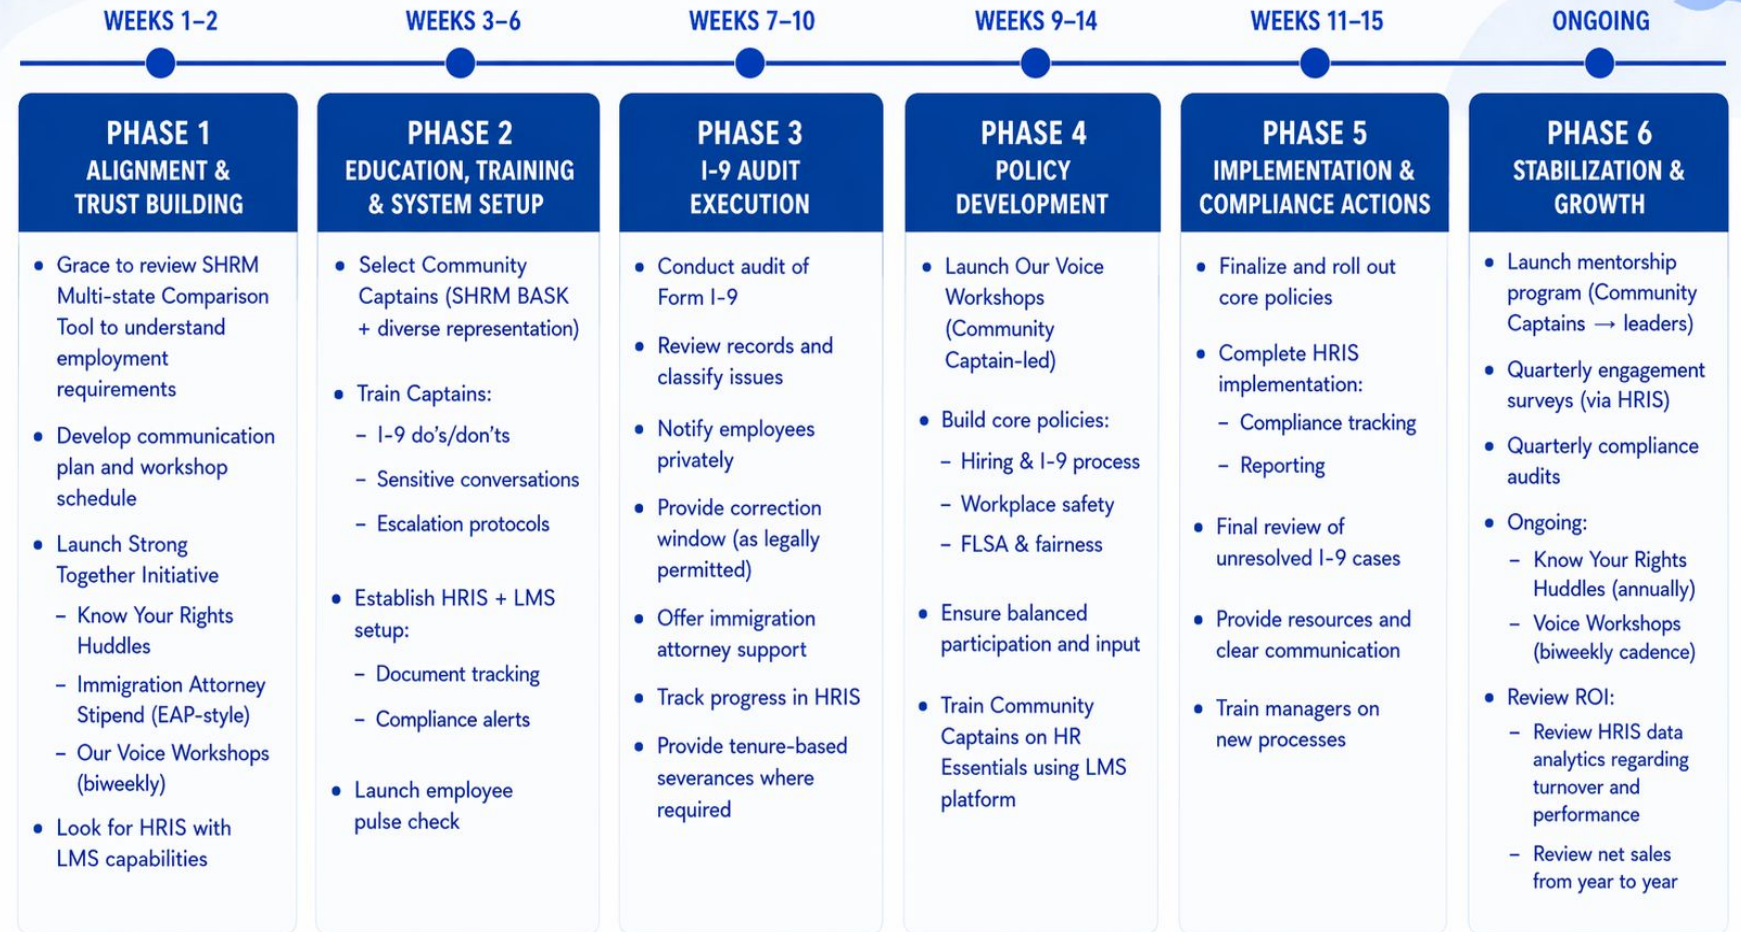 WEEKS 1–2
WEEKS 3–6
WEEKS 7–10
WEEKS 9–14
WEEKS 11–15
ONGOING
PHASE 1
ALIGNMENT &
TRUST BUILDING
• Grace to review SHRM
Multi-state Comparison
Tool to understand
employment
requirements
• Develop communication
plan and workshop
schedule
• Launch Strong
Together Initiative
– Know Your Rights
Huddles
– Immigration Attorney
Stipend (EAP-style)
– Our Voice Workshops
(biweekly)
• Look for HRIS with
LMS capabilities
PHASE 2
EDUCATION, TRAINING
& SYSTEM SETUP
• Select Community
Captains (SHRM BASK
+ diverse representation)
• Train Captains:
– I-9 do’s/don’ts
– Sensitive conversations
– Escalation protocols
• Establish HRIS + LMS
setup:
– Document tracking
– Compliance alerts
• Launch employee
pulse check
PHASE 3
I-9 AUDIT
EXECUTION
• Conduct audit of
Form I-9
• Review records and
classify issues
• Notify employees
privately
• Provide correction
window (as legally
permitted)
• Offer immigration
attorney support
• Track progress in HRIS
• Provide tenure-based
severances where
required
PHASE 4
POLICY
DEVELOPMENT
• Launch Our Voice
Workshops
(Community
Captain-led)
• Build core policies:
– Hiring & I-9 process
– Workplace safety
– FLSA & fairness
• Ensure balanced
participation and input
• Train Community
Captains on HR
Essentials using LMS
platform
PHASE 5
IMPLEMENTATION &
COMPLIANCE ACTIONS
• Finalize and roll out
core policies
• Complete HRIS
implementation:
– Compliance tracking
– Reporting
• Final review of
unresolved I-9 cases
• Provide resources and
clear communication
• Train managers on
new processes
PHASE 6
STABILIZATION &
GROWTH
• Launch mentorship
program (Community
Captains → leaders)
• Quarterly engagement
surveys (via HRIS)
• Quarterly compliance
audits
• Ongoing:
– Know Your Rights
Huddles (annually)
– Voice Workshops
(biweekly cadence)
• Review ROI:
– Review HRIS data
analytics regarding
turnover and
performance
– Review net sales
from year to year